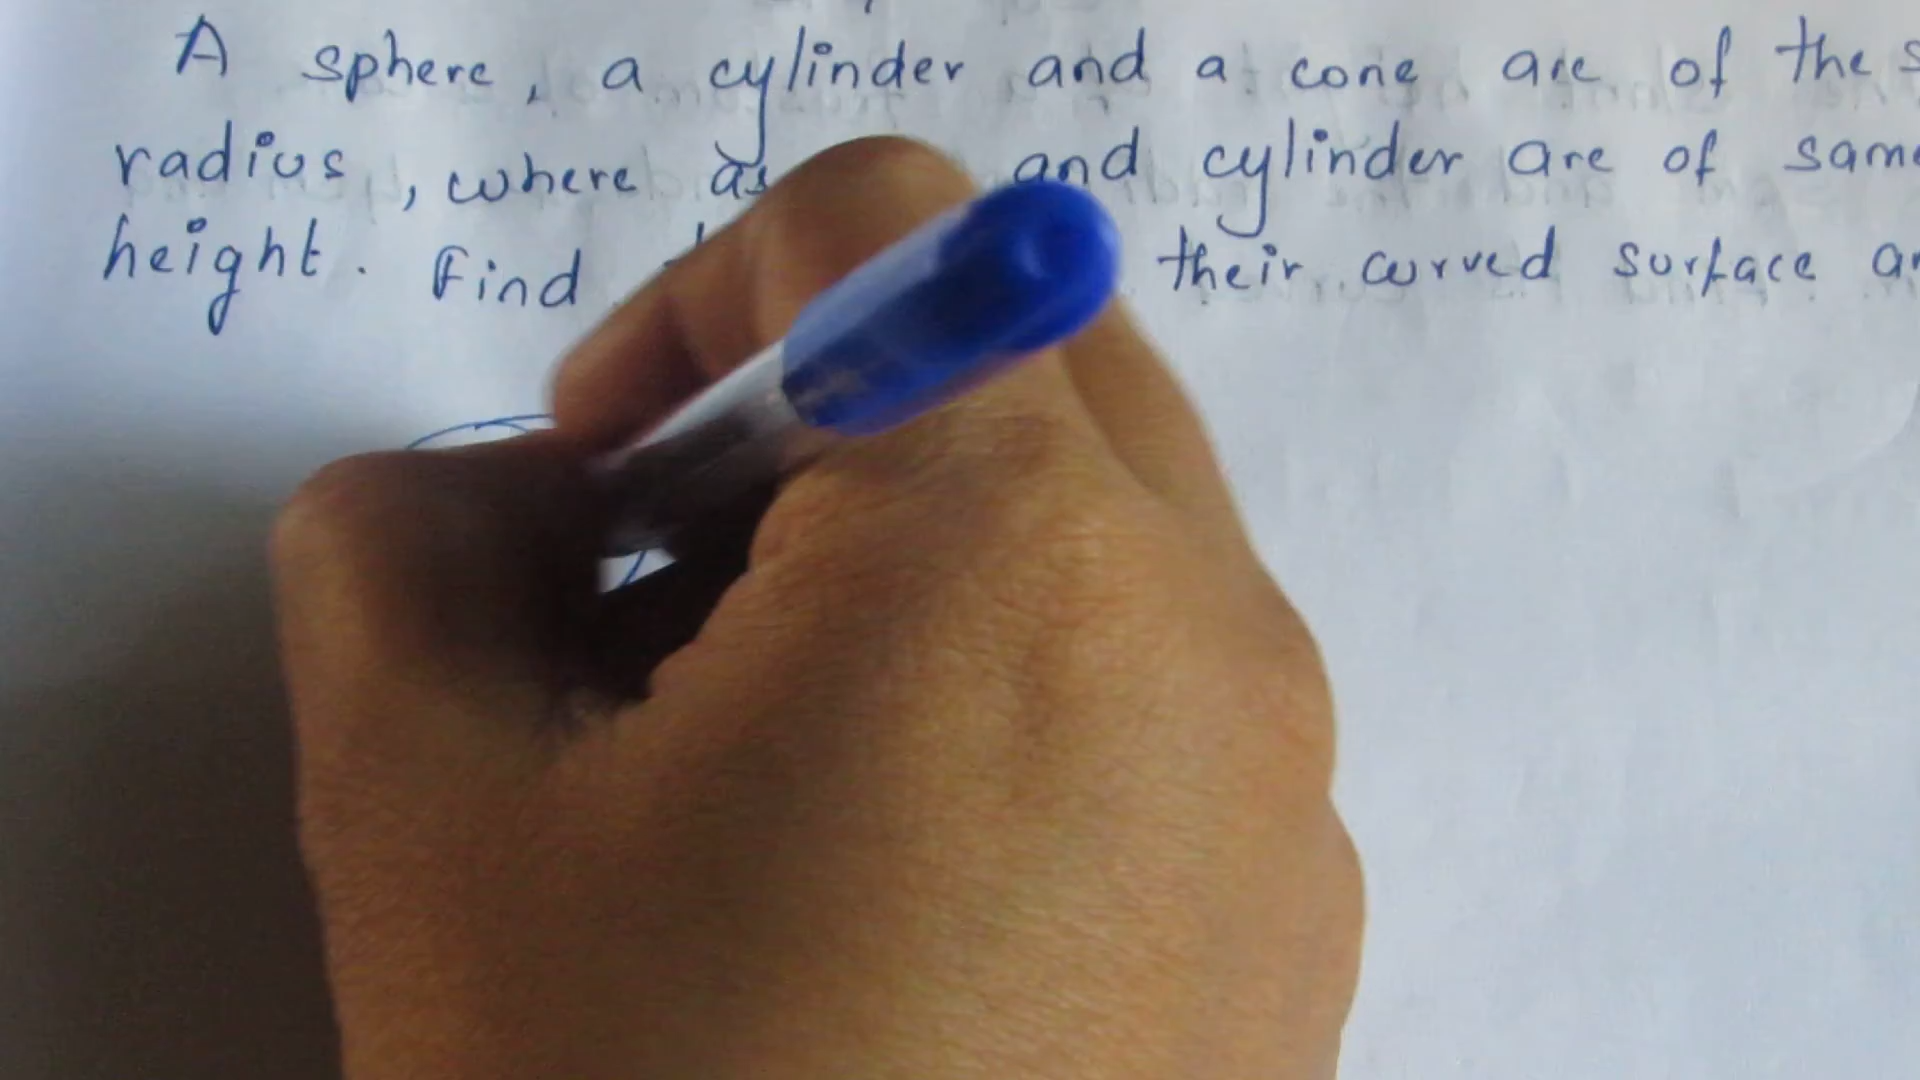 A sphere, a cylinder and a cone are of the
radius, where as and cylinder are of same
height. Find their curved surface